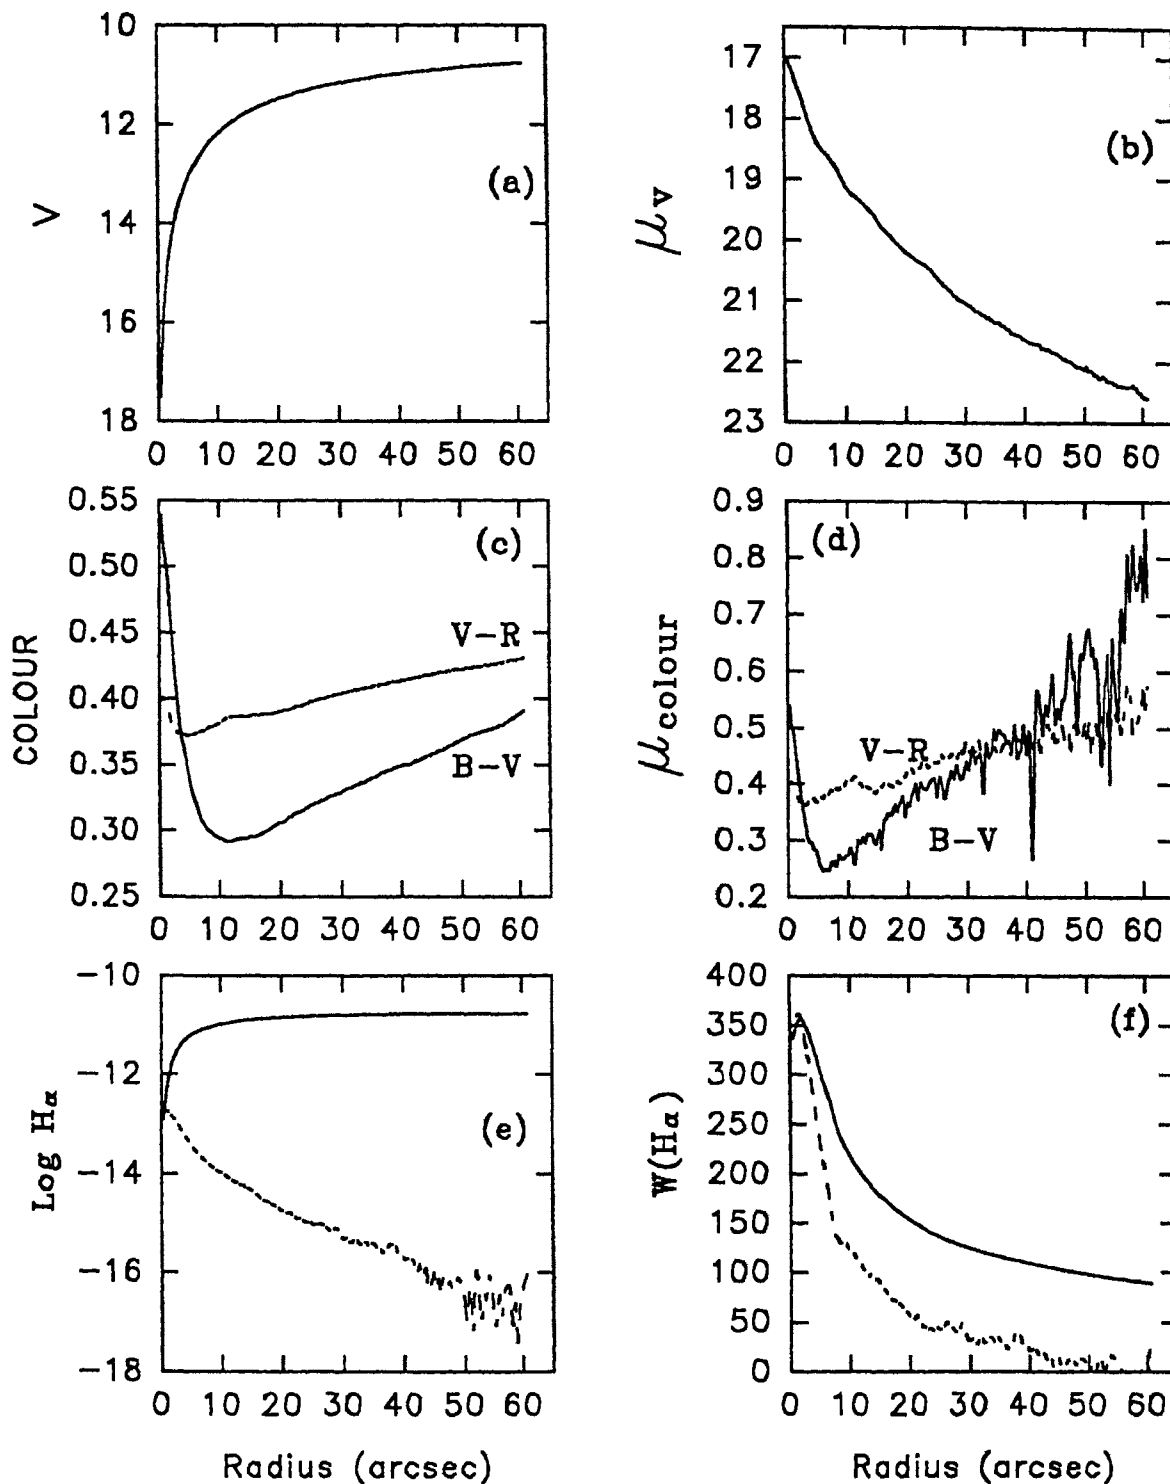 10
12
14
16
18
V
(a)
0 10 20 30 40 50 60
17
18
19
20
21
22
23
μv
(b)
0 10 20 30 40 50 60
0.55
0.50
0.45
0.40
0.35
0.30
0.25
COLOUR
(c)
V-R
B-V
0 10 20 30 40 50 60
0.9
0.8
0.7
0.6
0.5
0.4
0.3
0.2
μcolour
(d)
V-R
B-V
0 10 20 30 40 50 60
-10
-12
-14
-16
-18
Log Hα
(e)
0 10 20 30 40 50 60
Radius (arcsec)
400
350
300
250
200
150
100
50
0
W(Hα)
(f)
0 10 20 30 40 50 60
Radius (arcsec)